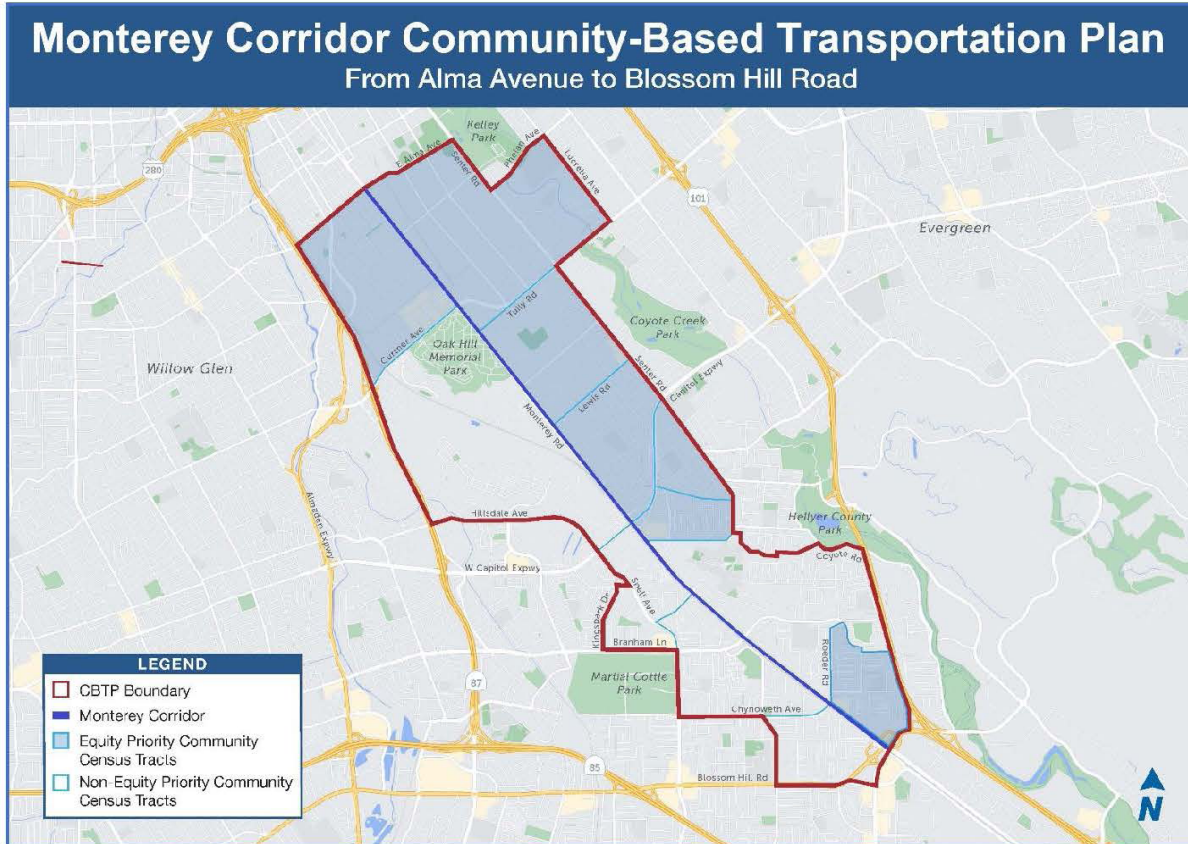 Monterey Corridor Community-Based Transportation Plan
From Alma Avenue to Blossom Hill Road
Kelley
Park
E Alma Ave
Senter Rd
Phelan Ave
Lucretia Ave
280
101
Evergreen
Tully Rd
Curtner Ave
Oak Hill
Memorial
Park
Coyote Creek
Park
Willow Glen
Senter Rd
Capitol Expwy
Lewis Rd
Monterey Rd
Almaden Expwy
Hillsdale Ave
Hellyer County
Park
Coyote Rd
W Capitol Expwy
Snell Ave
Kingspark Dr
Branham Ln
Roeder Rd
Martial Cottle
Park
87
Chynoweth Ave
85
Blossom Hill Rd
LEGEND
CBTP Boundary
Monterey Corridor
Equity Priority Community
Census Tracts
Non-Equity Priority Community
Census Tracts
N